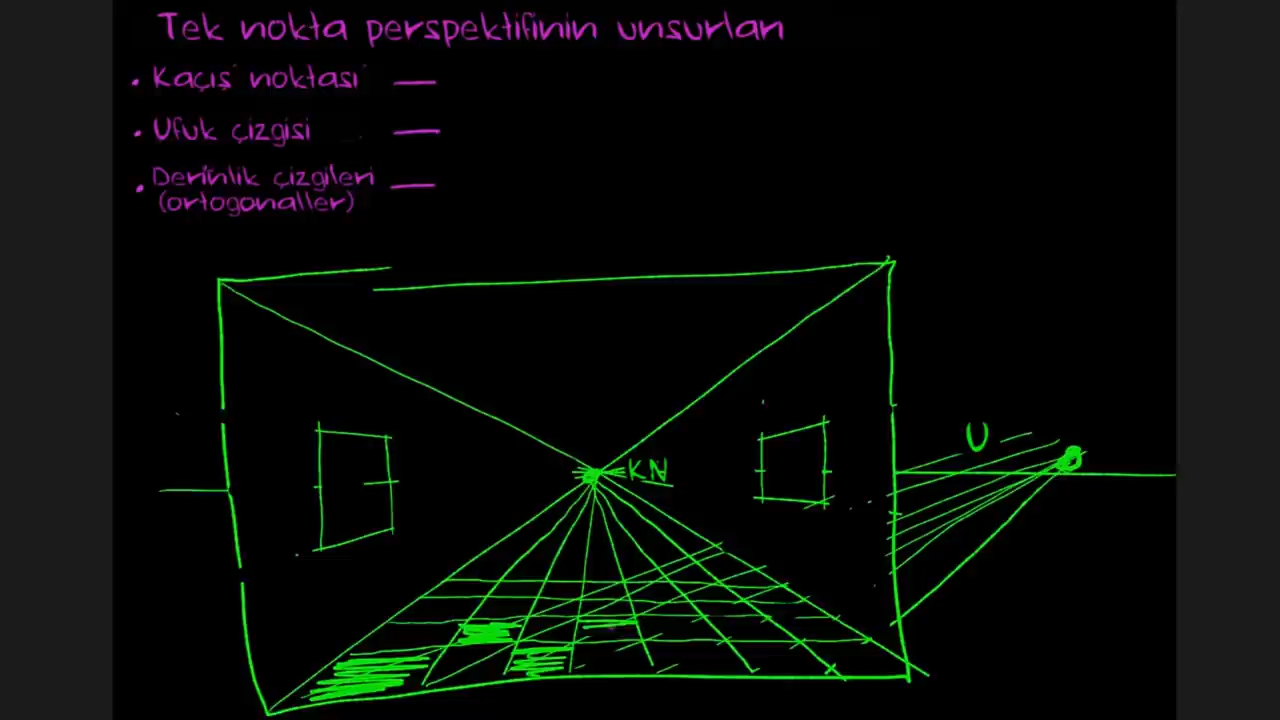 Tek nokta perspektifinin unsurları
• Kaçış noktası —
• Ufuk çizgisi —
• Derinlik çizgileri —
(ortogonaller)
U
KN